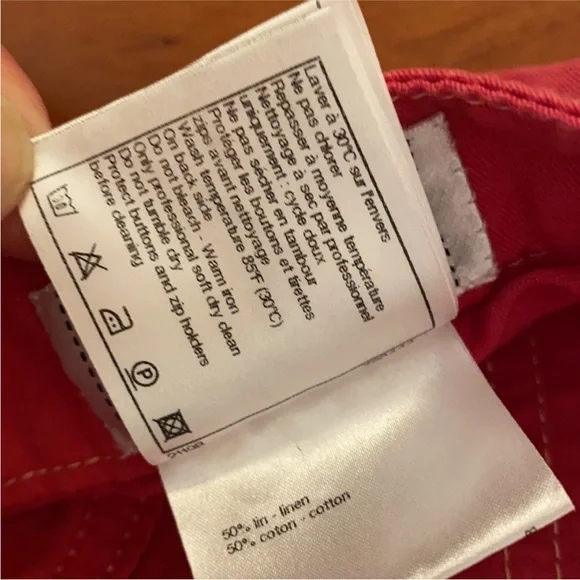 Laver à 30°C sur l'envers
Ne pas chlorer
Repasser à moyenne température
Nettoyage à sec par professionnel
uniquement : cycle doux
Ne pas sécher en tambour
Protéger les boutons et tirettes
zips avant nettoyage
Wash temperature 85°F (30°C)
On back side
Do not bleach - Warm iron
Only professional soft dry clean
Do not tumble dry
Protect buttons and zip holders
before cleaning
P
50% lin - linen
50% coton - cotton